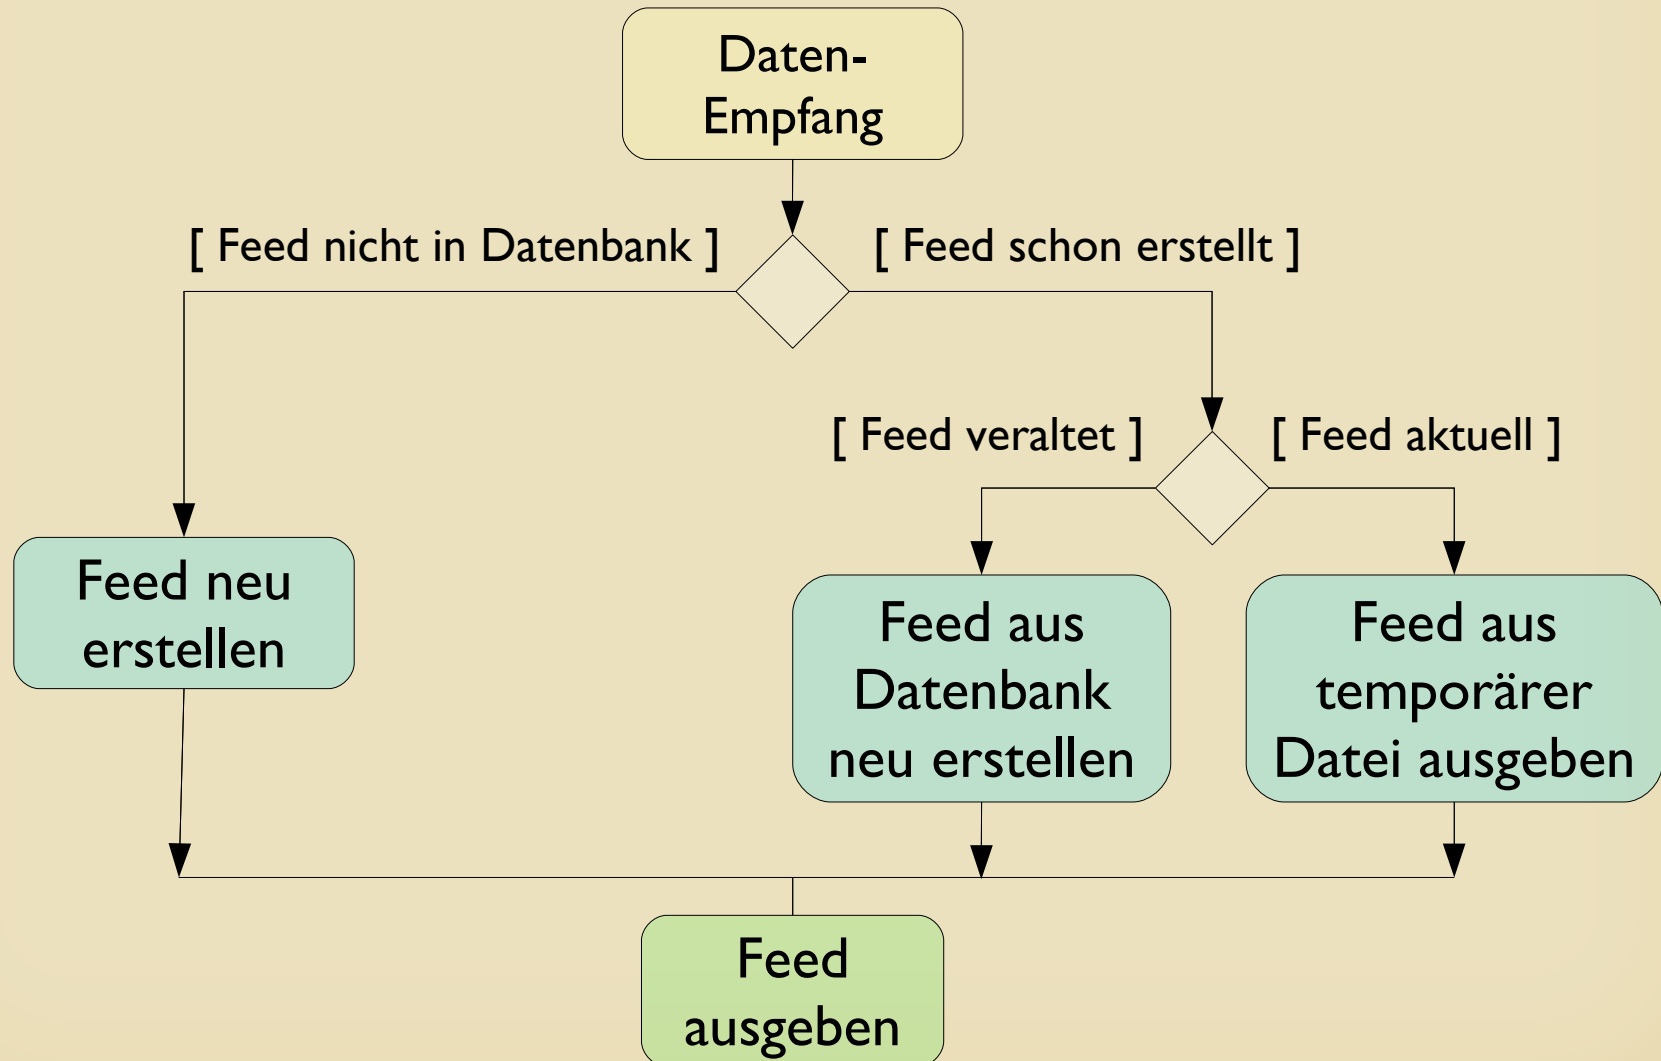 Daten-
Empfang
[ Feed nicht in Datenbank ]
[ Feed schon erstellt ]
[ Feed veraltet ]
[ Feed aktuell ]
Feed neu
erstellen
Feed aus
Datenbank
neu erstellen
Feed aus
temporärer
Datei ausgeben
Feed
ausgeben